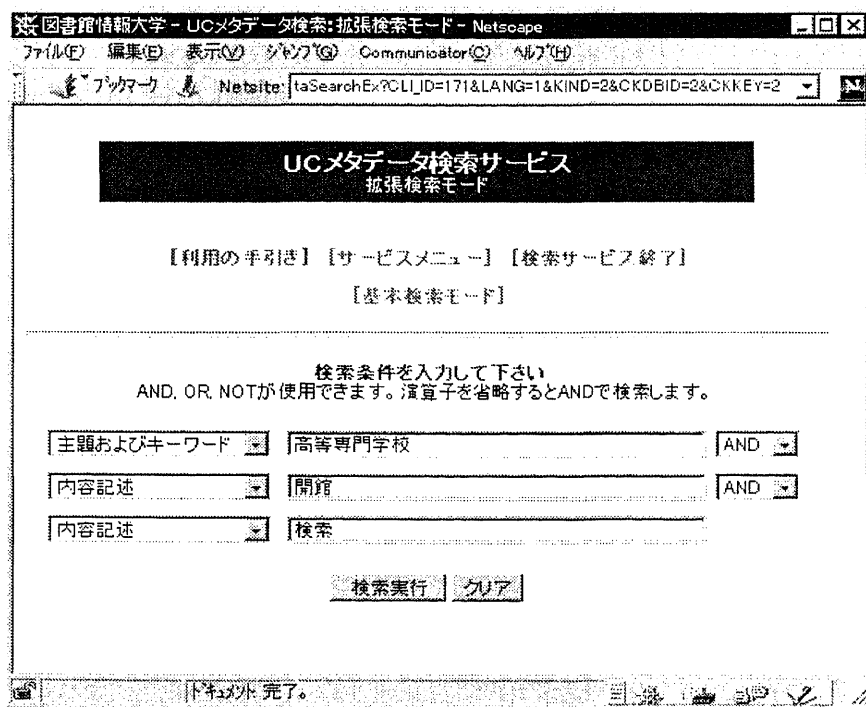 図書館情報大学 - UCメタデータ検索:拡張検索モード - Netscape
ファイル(F) 編集(E) 表示(V) ジャンプ(G) Communicator(C) ヘルプ(H)
ブックマーク Netsite: taSearchEx?CLI_ID=171&LANG=1&KIND=2&CKDBID=2&CKKEY=2
UCメタデータ検索サービス
拡張検索モード
[利用の手引き] [サービスメニュー] [検索サービス終了]
[基本検索モード]
検索条件を入力して下さい
AND, OR, NOTが使用できます。演算子を省略するとANDで検索します。
主題およびキーワード 高等専門学校 AND
内容記述 開館 AND
内容記述 検索
検索実行 クリア
ドキュメント完了。